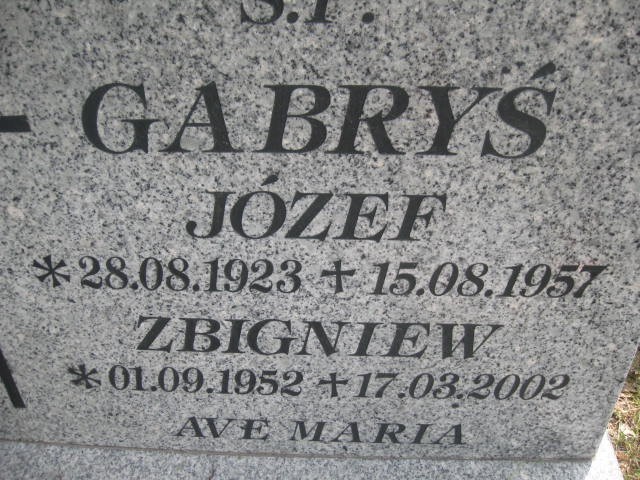 Ś.P.
GABRYŚ
JÓZEF
*28.08.1923 ✝ 15.08.1957
ZBIGNIEW
*01.09.1952 ✝ 17.03.2002
AVE MARIA